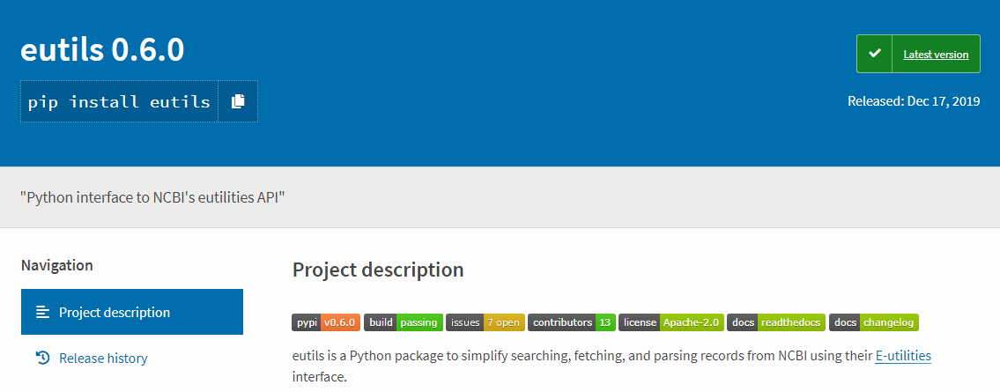 eutils 0.6.0
pip install eutils
Latest version
Released: Dec 17, 2019
"Python interface to NCBI's eutilities API"
Navigation
Project description
Release history
Project description
pypi v0.6.0 build passing issues 7 open contributors 13 license Apache-2.0 docs readthedocs docs changelog
eutils is a Python package to simplify searching, fetching, and parsing records from NCBI using their E-utilities
interface.